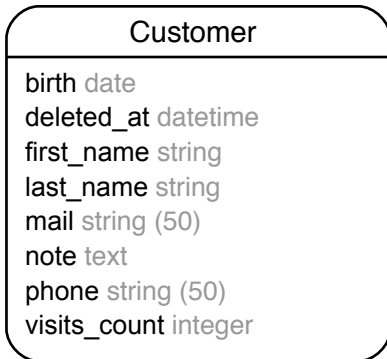 Customer
birth date
deleted_at datetime
first_name string
last_name string
mail string (50)
note text
phone string (50)
visits_count integer